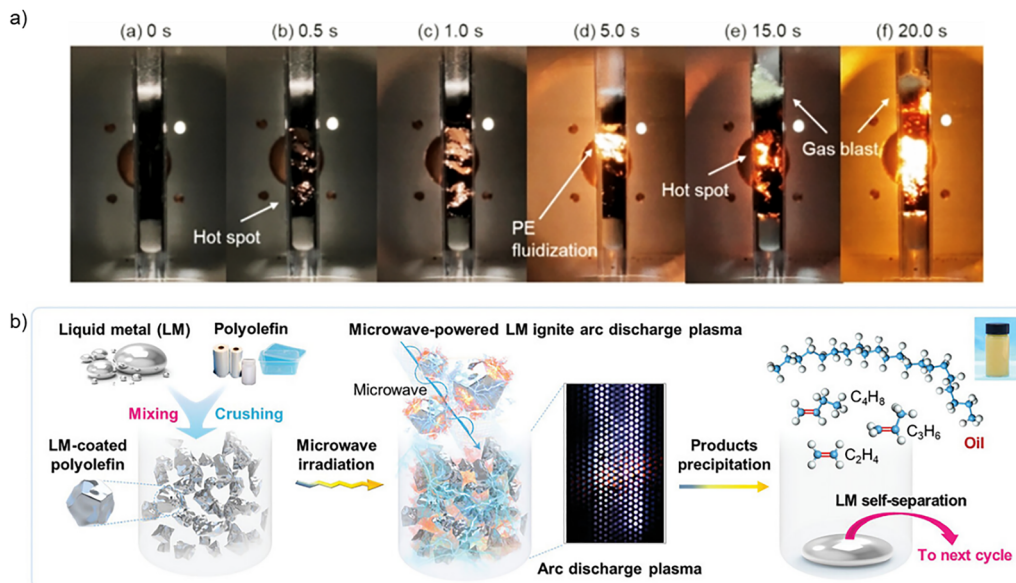 a)
(a) 0 s
(b) 0.5 s
(c) 1.0 s
(d) 5.0 s
(e) 15.0 s
(f) 20.0 s
Hot spot
PE
fluidization
Hot spot
Gas blast
b)
Liquid metal (LM)
Polyolefin
Mixing
Crushing
LM-coated
polyolefin
Microwave
irradiation
Microwave-powered LM ignite arc discharge plasma
Microwave
Arc discharge plasma
Products
precipitation
C4H8
C3H6
C2H4
Oil
LM self-separation
To next cycle